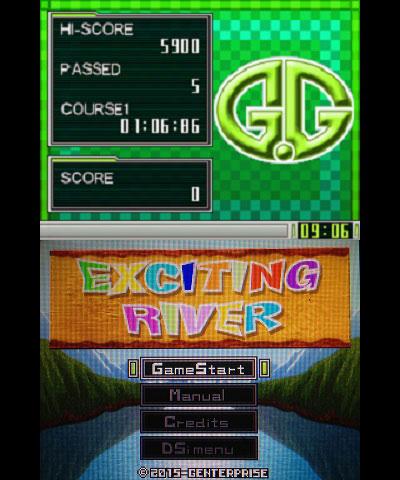 HI-SCORE
5900
PASSED
5
COURSE1
01:06:86
SCORE
0
G.G
09:06
EXCITING
RIVER
GameStart
Manual
Credits
DSimenu
©2015-GENTERPRISE